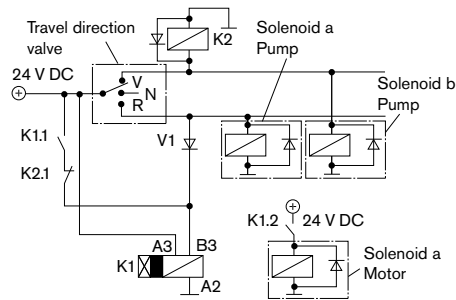 Travel direction
valve
K2
Solenoid a
Pump
24 V DC
V
N
R
Solenoid b
Pump
K1.1
V1
K2.1
K1.2
24 V DC
A3
B3
K1
A2
Solenoid a
Motor